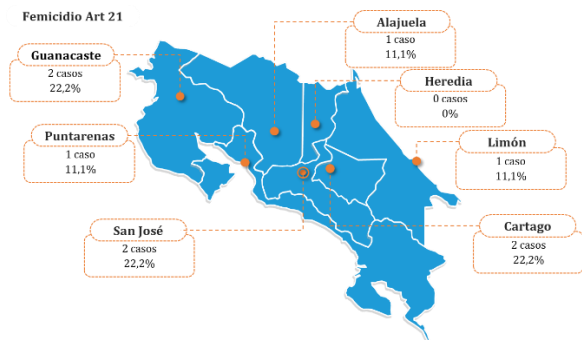 Femicidio Art 21
Alajuela
1 caso
11,1%
Guanacaste
2 casos
22,2%
Heredia
0 casos
0%
Puntarenas
1 caso
11,1%
Limón
1 caso
11,1%
San José
2 casos
22,2%
Cartago
2 casos
22,2%